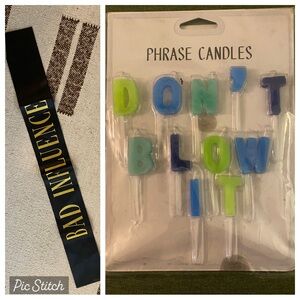 BAD INFLUENCE
Pic Stitch
PHRASE CANDLES
DON'T
BLOW
IT